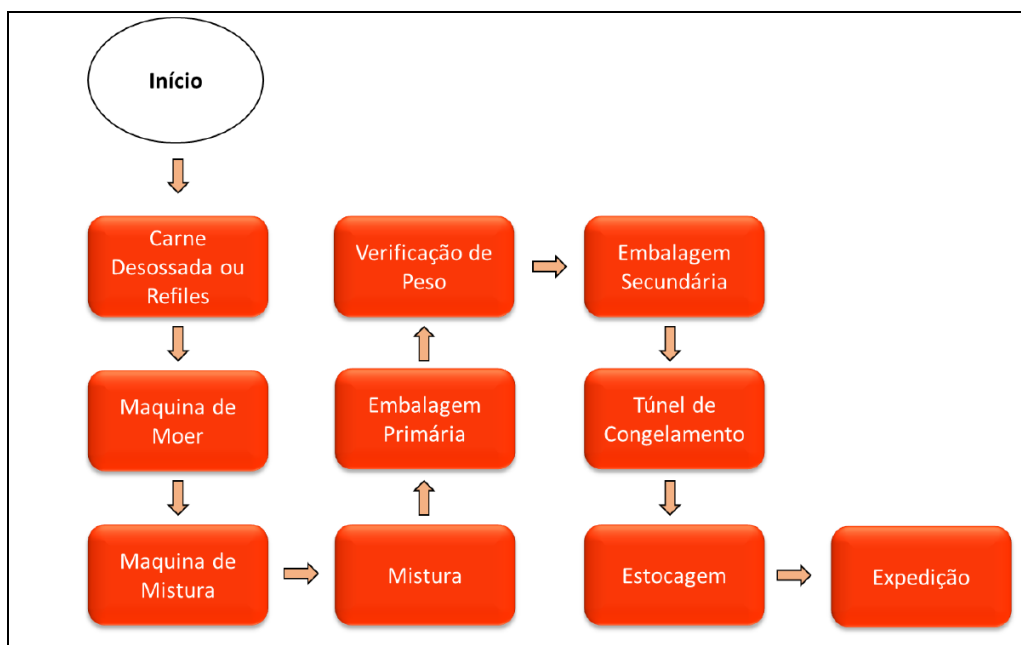 Início
Carne
Desossada ou
Refiles
Maquina de
Moer
Maquina de
Mistura
Mistura
Embalagem
Primária
Verificação de
Peso
Embalagem
Secundária
Túnel de
Congelamento
Estocagem
Expedição